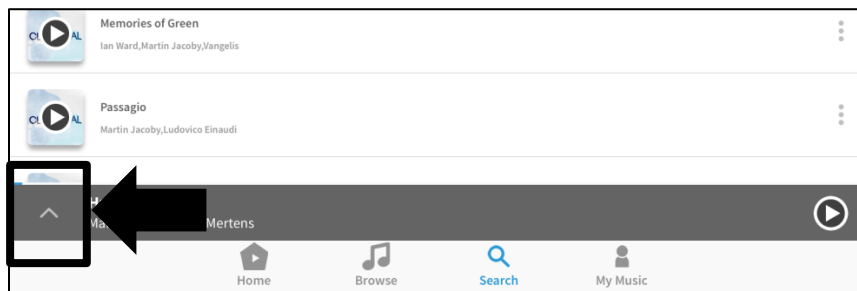 Memories of Green
Ian Ward,Martin Jacoby,Vangelis
Passagio
Martin Jacoby,Ludovico Einaudi
Mertens
Home
Browse
Search
My Music